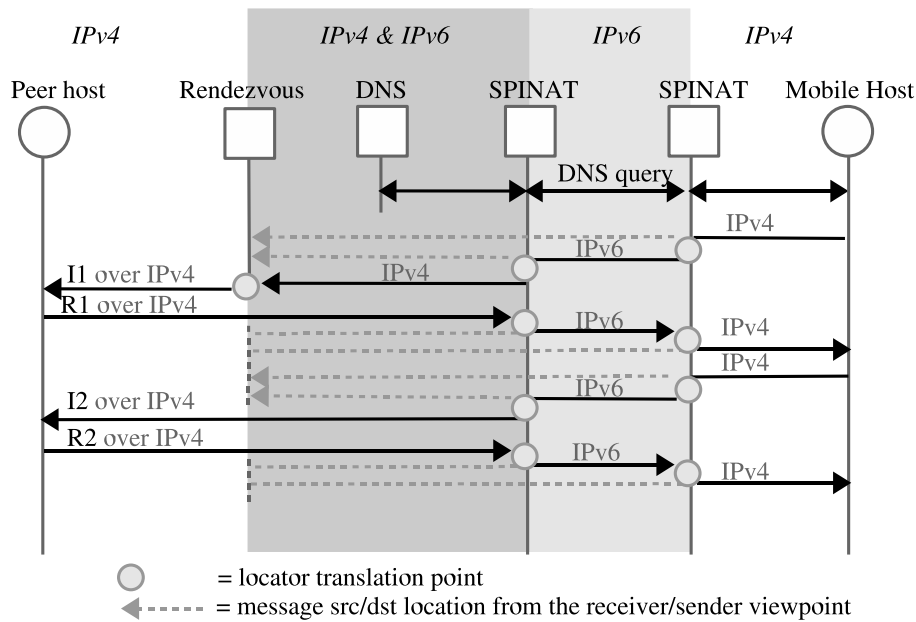 IPv4 IPv4 & IPv6 IPv6 IPv4
Peer host Rendezvous DNS SPINAT SPINAT Mobile Host
DNS query
IPv4
IPv6
I1 over IPv4 IPv4
R1 over IPv4
IPv6 IPv4
IPv4
I2 over IPv4 IPv6
R2 over IPv4 IPv6
IPv4
= locator translation point
= message src/dst location from the receiver/sender viewpoint